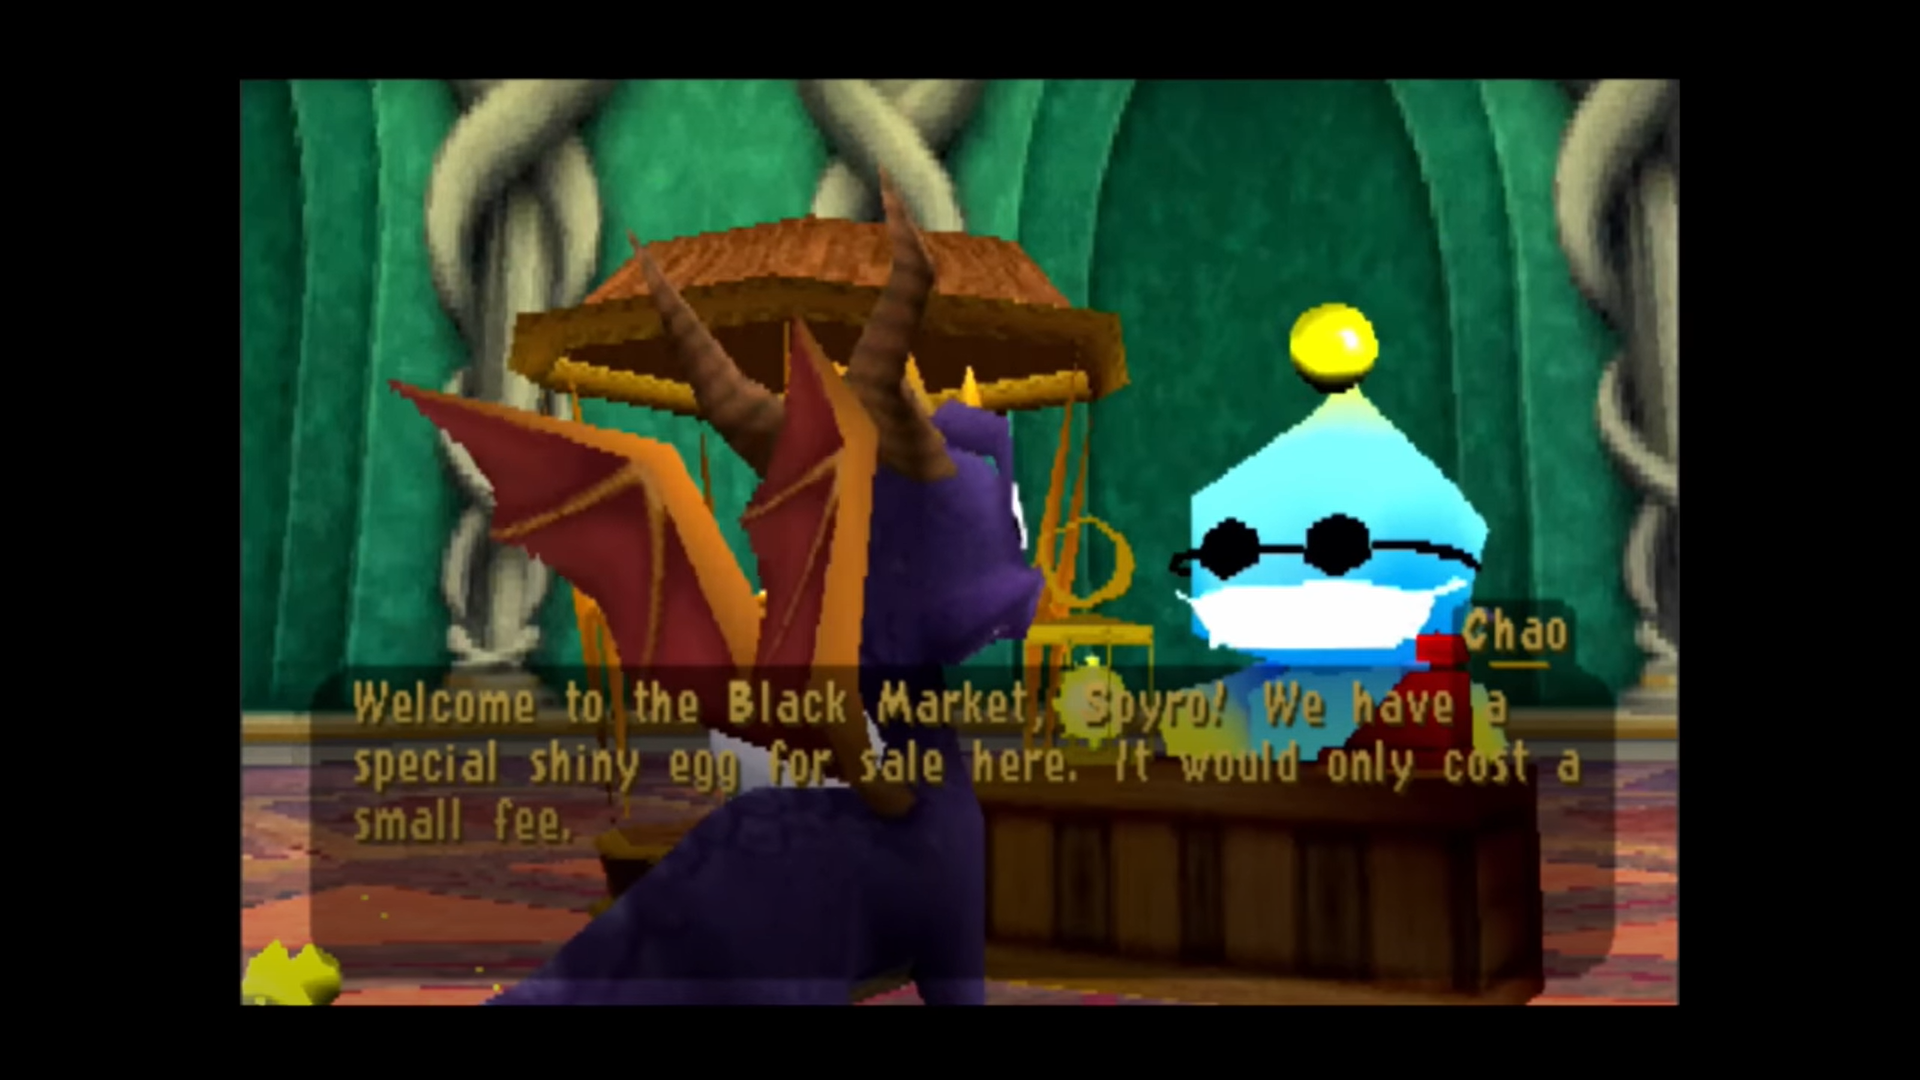 Chao
Welcome to the Black Market, Spyro! We have a
special shiny egg for sale here. It would only cost a
small fee.